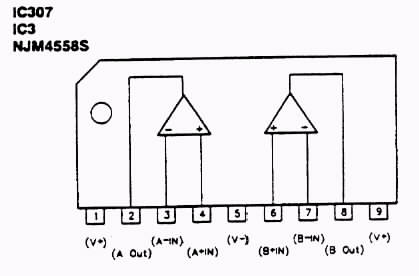 IC307
IC3
NJM4558S
- + + -
1 2 3 4 5 6 7 8 9
(V+) (A-IN) (V-) (B-IN) (V+)
(A Out) (A+IN) (B+IN) (B Out)